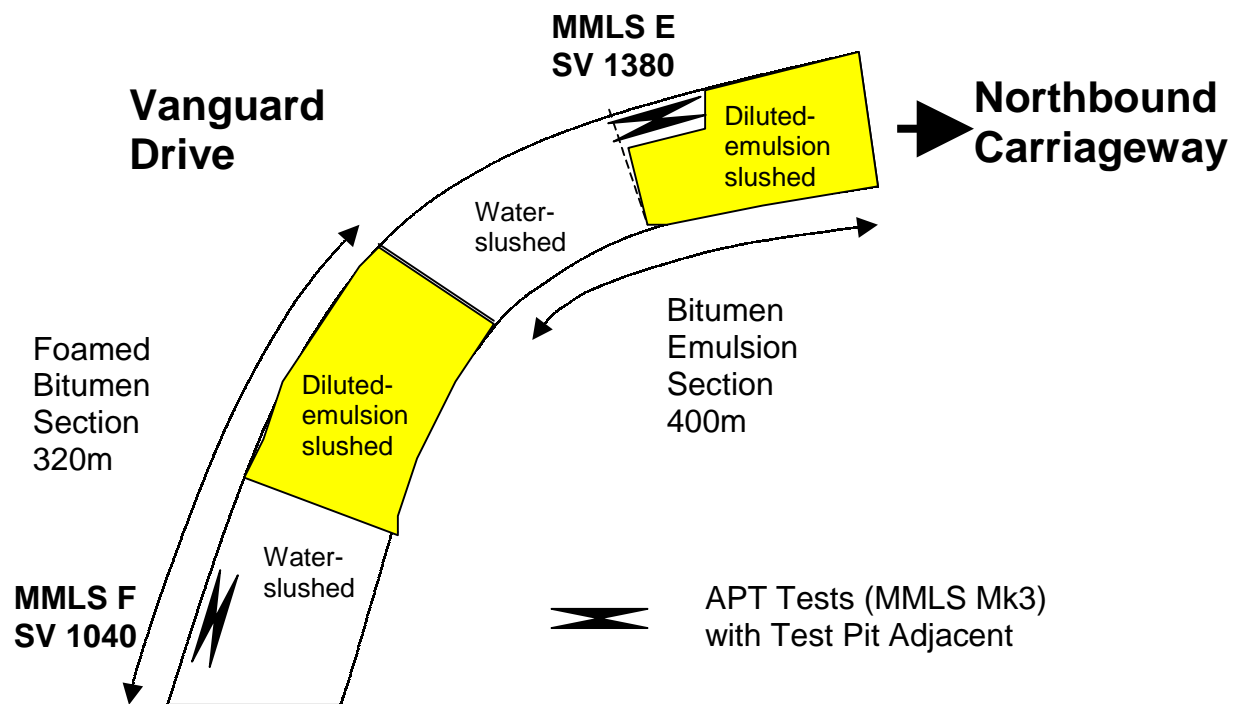 MMLS E
SV 1380
Vanguard
Drive
Northbound
Carriageway
Diluted-
emulsion
slushed
Water-
slushed
Foamed
Bitumen
Section
320m
Bitumen
Emulsion
Section
400m
Diluted-
emulsion
slushed
Water-
slushed
MMLS F
SV 1040
APT Tests (MMLS Mk3)
with Test Pit Adjacent